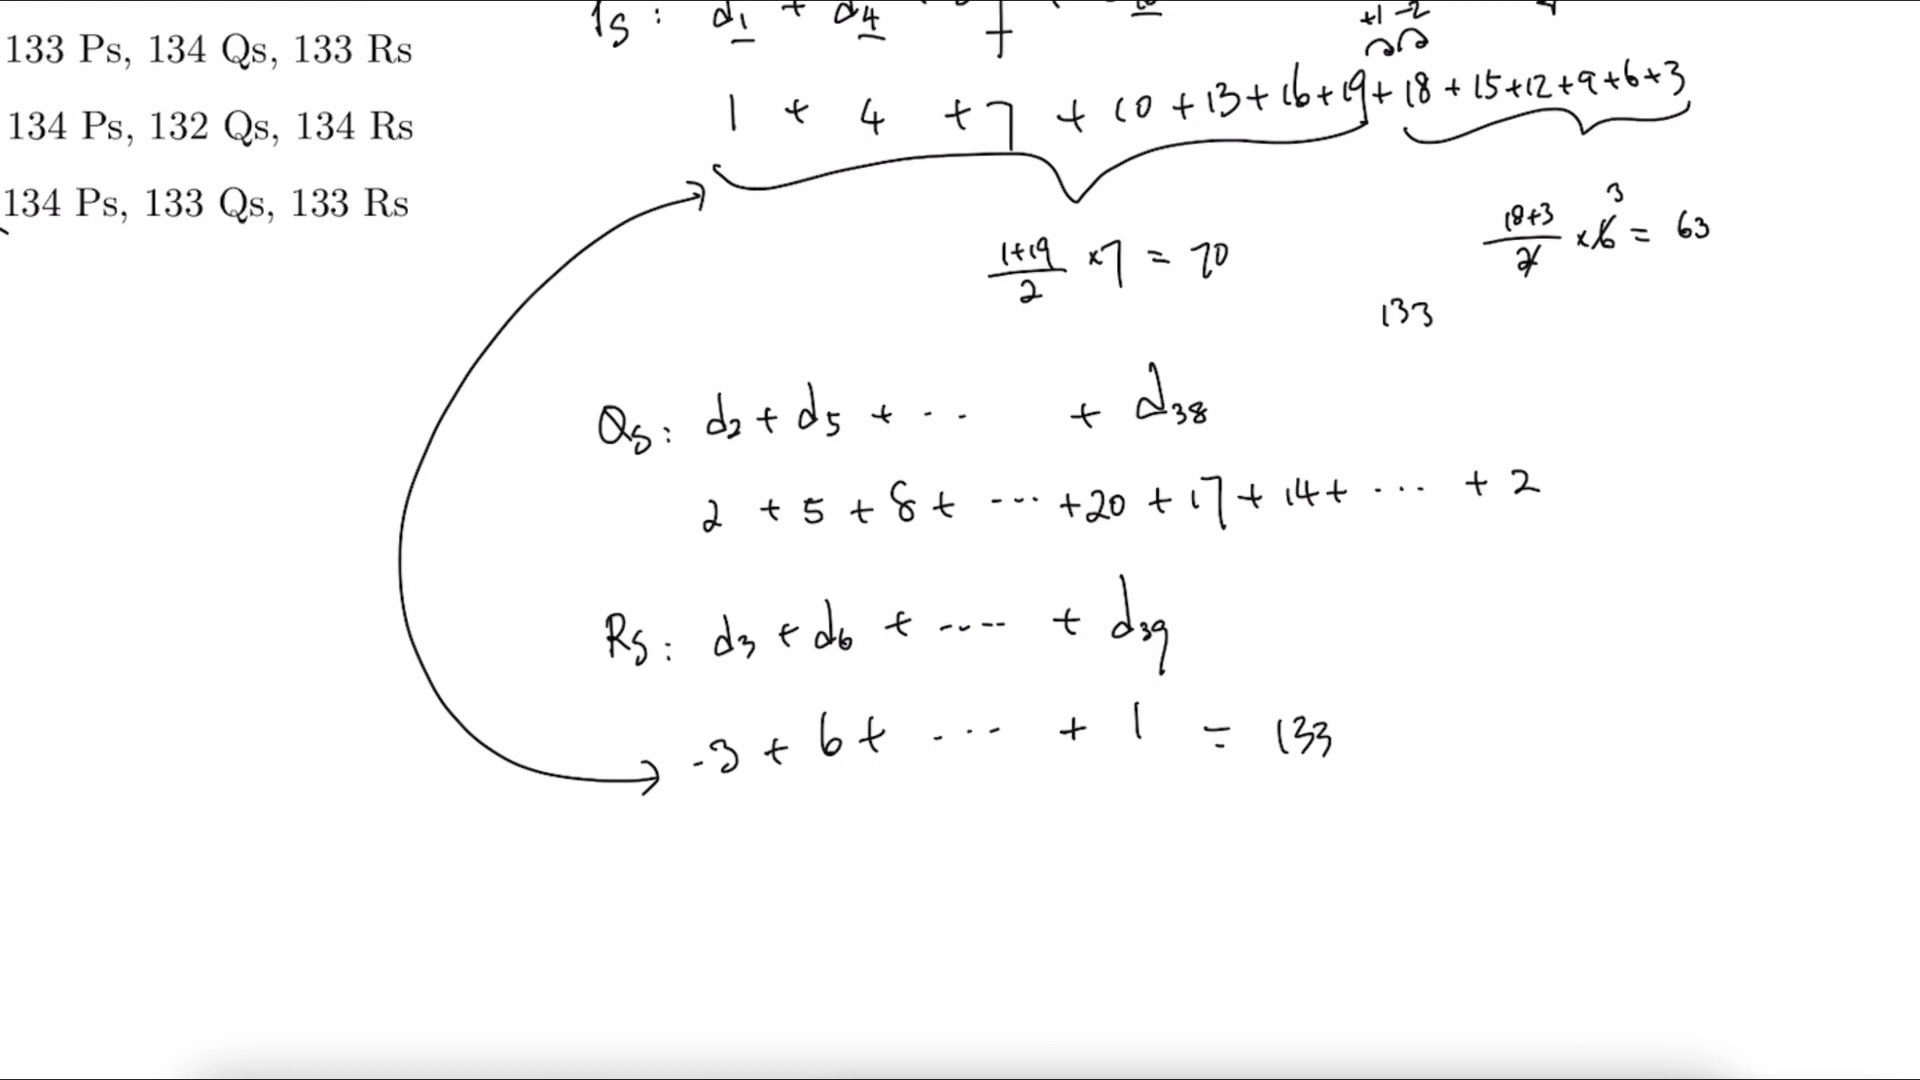 133 Ps, 134 Qs, 133 Rs
134 Ps, 132 Qs, 134 Rs
134 Ps, 133 Qs, 133 Rs
Ps : d₁ + d₄
+1 -2
1 + 4 + 7 + 10 + 13 + 16 + 19 + 18 + 15 + 12 + 9 + 6 + 3
1+19/2 × 7 = 70
18+3/2 × 6 = 63
3
133
Qs : d₂ + d₅ + ·· + d₃₈
2 + 5 + 8 + ··· + 20 + 17 + 14 + ··· + 2
Rs : d₃ + d₆ + ···· + d₃₉
-3 + 6 + ··· + 1 = 133